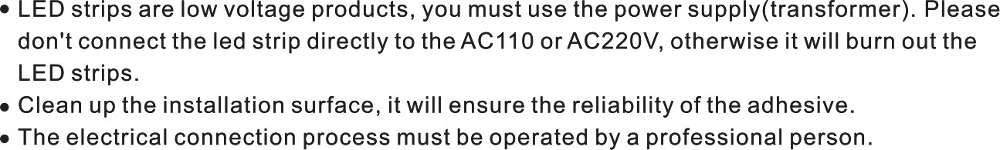 ● LED strips are low voltage products, you must use the power supply(transformer). Please
don't connect the led strip directly to the AC110 or AC220V, otherwise it will burn out the
LED strips.
● Clean up the installation surface, it will ensure the reliability of the adhesive.
● The electrical connection process must be operated by a professional person.